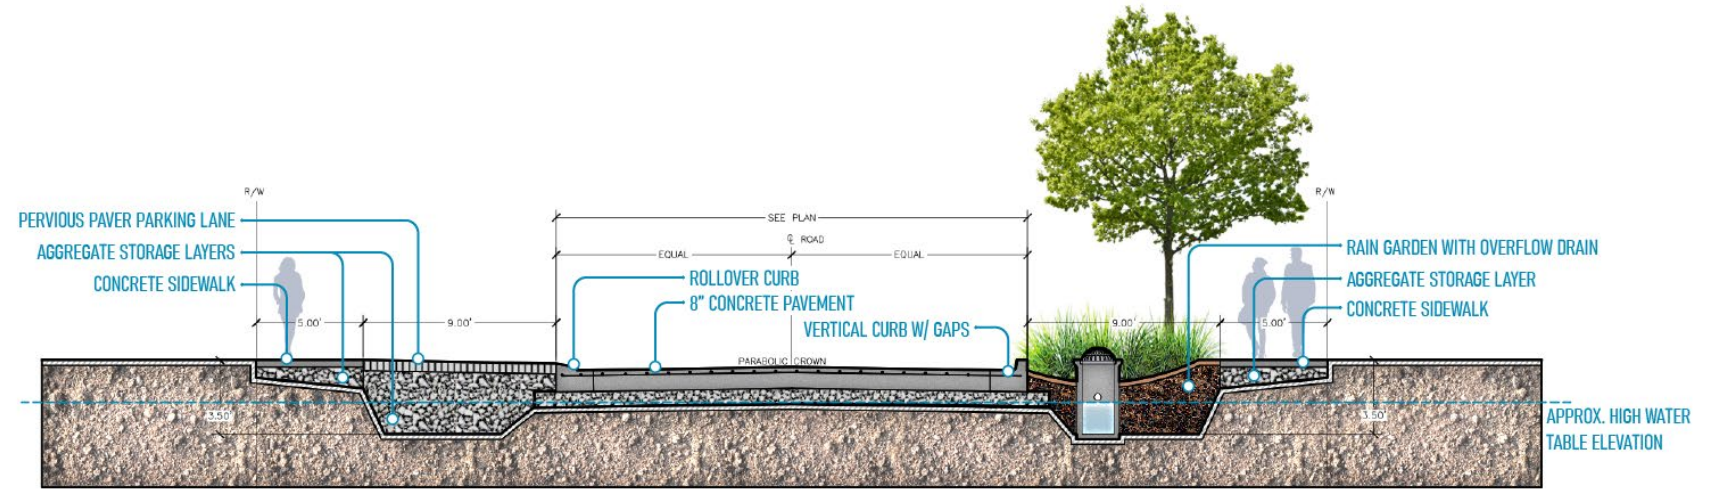 R/W
R/W
PERVIOUS PAVER PARKING LANE
SEE PLAN
AGGREGATE STORAGE LAYERS
℄ ROAD
RAIN GARDEN WITH OVERFLOW DRAIN
EQUAL
EQUAL
CONCRETE SIDEWALK
ROLLOVER CURB
AGGREGATE STORAGE LAYER
8" CONCRETE PAVEMENT
CONCRETE SIDEWALK
5.00'
9.00'
VERTICAL CURB W/ GAPS
9.00'
5.00'
PARABOLIC CROWN
3.50'
3.50'
APPROX. HIGH WATER
TABLE ELEVATION